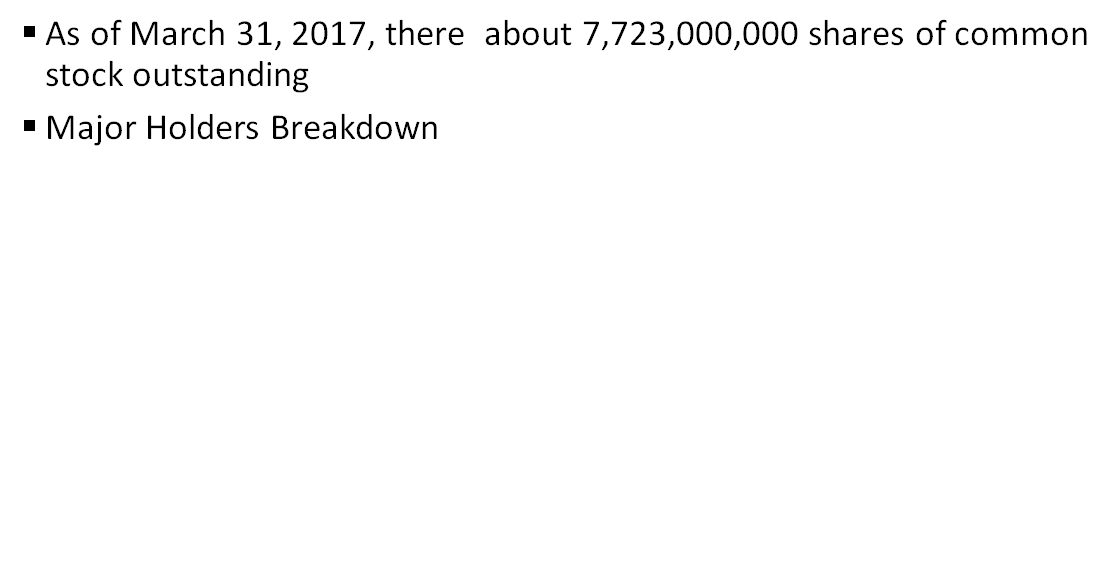 ▪ As of March 31, 2017, there  about 7,723,000,000 shares of common
stock outstanding
▪ Major Holders Breakdown